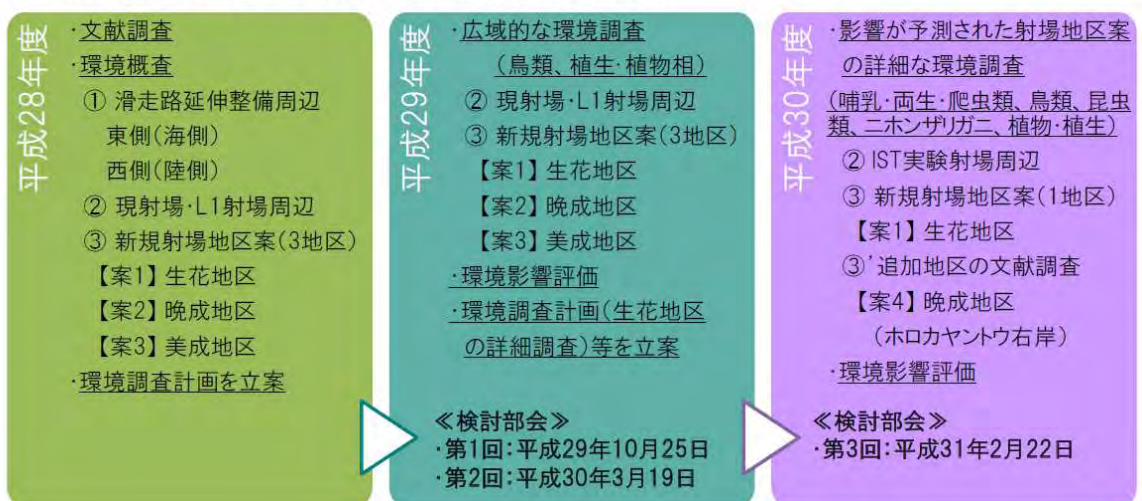 平成28年度
・文献調査
・環境概査
① 滑走路延伸整備周辺
東側(海側)
西側(陸側)
② 現射場・L1射場周辺
③ 新規射場地区案(3地区)
【案1】 生花地区
【案2】 晩成地区
【案3】 美成地区
・環境調査計画を立案
平成29年度
・広域的な環境調査
(鳥類、植生・植物相)
② 現射場・L1射場周辺
③ 新規射場地区案(3地区)
【案1】 生花地区
【案2】 晩成地区
【案3】 美成地区
・環境影響評価
・環境調査計画(生花地区
の詳細調査)等を立案
≪検討部会≫
・第1回:平成29年10月25日
・第2回:平成30年3月19日
平成30年度
・影響が予測された射場地区案
の詳細な環境調査
(哺乳・両生・爬虫類、鳥類、昆虫
類、ニホンザリガニ、植物・植生)
② IST実験射場周辺
③ 新規射場地区案(1地区)
【案1】 生花地区
③’追加地区の文献調査
【案4】 晩成地区
(ホロカヤントウ右岸)
・環境影響評価
≪検討部会≫
・第3回:平成31年2月22日